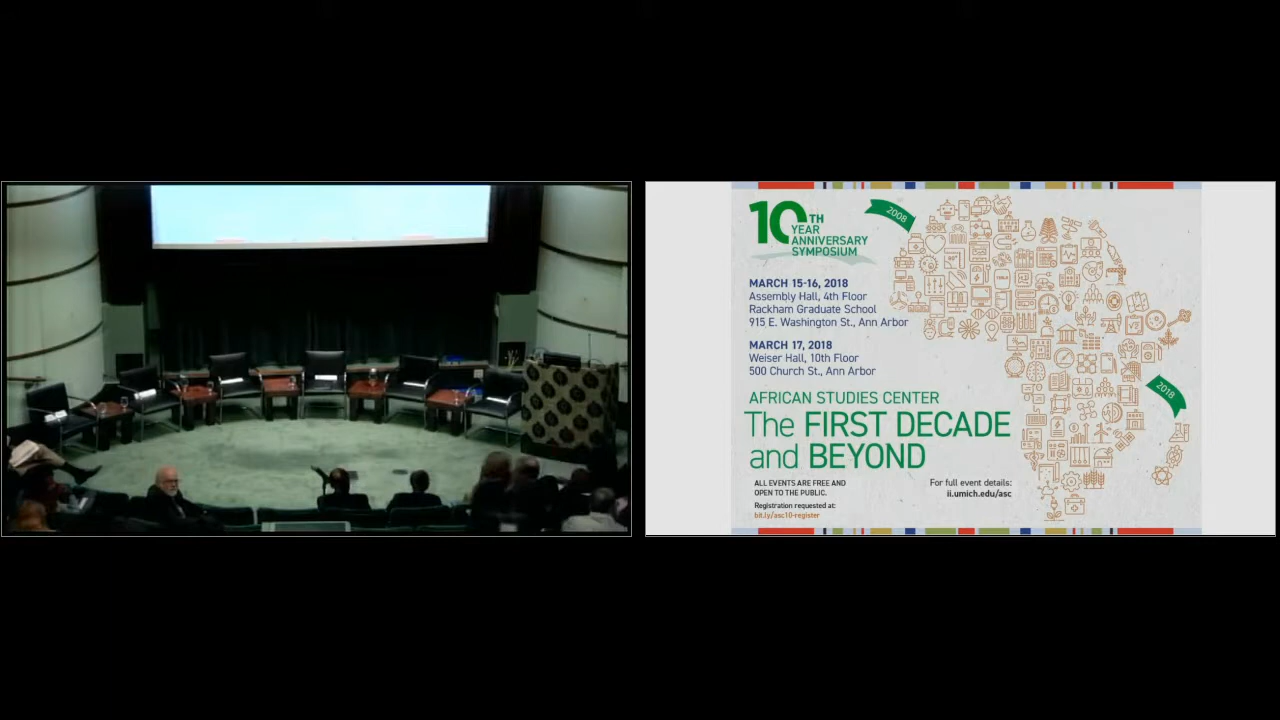 10TH
YEAR
ANNIVERSARY
SYMPOSIUM
2008
MARCH 15-16, 2018
Assembly Hall, 4th Floor
Rackham Graduate School
915 E. Washington St., Ann Arbor
MARCH 17, 2018
Weiser Hall, 10th Floor
500 Church St., Ann Arbor
2018
AFRICAN STUDIES CENTER
The FIRST DECADE
and BEYOND
ALL EVENTS ARE FREE AND
OPEN TO THE PUBLIC.
Registration requested at:
bit.ly/asc10-register
For full event details:
ii.umich.edu/asc